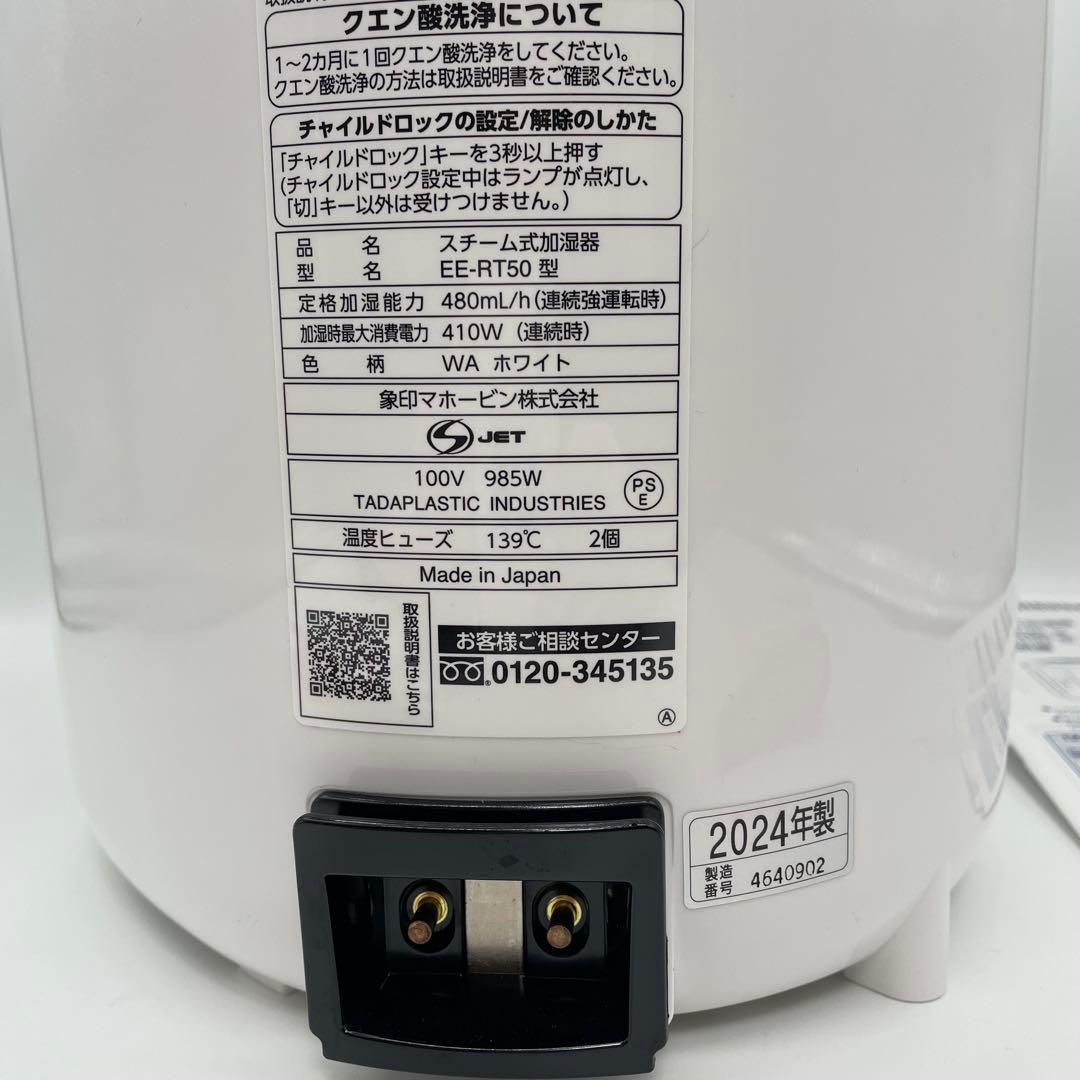 クエン酸洗浄について
1～2カ月に1回クエン酸洗浄をしてください。
クエン酸洗浄の方法は取扱説明書をご確認ください。
チャイルドロックの設定/解除のしかた
「チャイルドロック」キーを3秒以上押す
(チャイルドロック設定中はランプが点灯し、
「切」キー以外は受けつけません。)
品名 スチーム式加湿器
型名 EE-RT50 型
定格加湿能力 480mL/h(連続強運転時)
加湿時最大消費電力 410W (連続時)
色柄 WA ホワイト
象印マホービン株式会社
S JET
100V 985W
TADAPLASTIC INDUSTRIES
PS
E
温度ヒューズ 139℃ 2個
Made in Japan
取扱説明書はこちら
お客様ご相談センター
0120-345135
A
2024年製
製造
番号 4640902